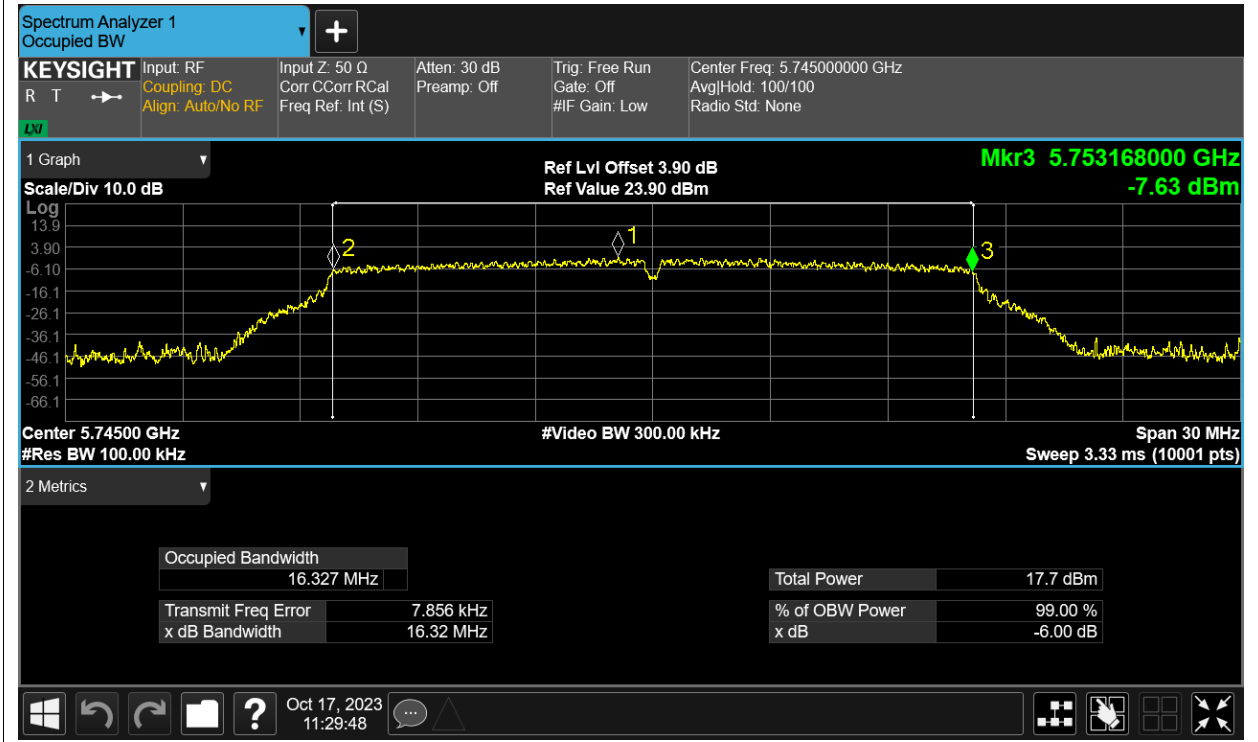 Spectrum Analyzer 1
Occupied BW
KEYSIGHT
R T
LXI
Input: RF
Coupling: DC
Align: Auto/No RF
Input Z: 50 Ω
Corr CCorr RCal
Freq Ref: Int (S)
Atten: 30 dB
Preamp: Off
Trig: Free Run
Gate: Off
#IF Gain: Low
Center Freq: 5.745000000 GHz
Avg|Hold: 100/100
Radio Std: None
1 Graph
Scale/Div 10.0 dB
Ref Lvl Offset 3.90 dB
Ref Value 23.90 dBm
Mkr3 5.753168000 GHz
-7.63 dBm
Log
13.9
3.90
-6.10
-16.1
-26.1
-36.1
-46.1
-56.1
-66.1
2
1
3
Center 5.74500 GHz
#Res BW 100.00 kHz
#Video BW 300.00 kHz
Span 30 MHz
Sweep 3.33 ms (10001 pts)
2 Metrics
Occupied Bandwidth
16.327 MHz
Transmit Freq Error 7.856 kHz
x dB Bandwidth 16.32 MHz
Total Power 17.7 dBm
% of OBW Power 99.00 %
x dB -6.00 dB
?
Oct 17, 2023
11:29:48